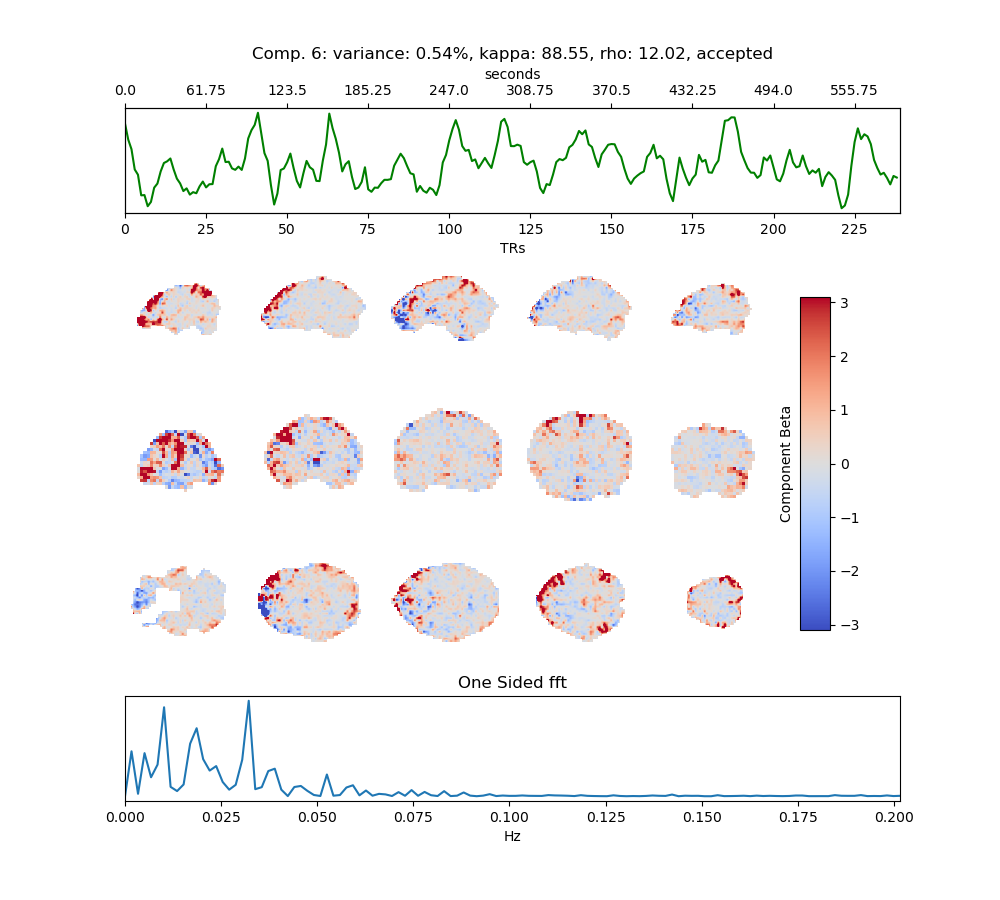 Comp. 6: variance: 0.54%, kappa: 88.55, rho: 12.02, accepted
seconds
0.0 61.75 123.5 185.25 247.0 308.75 370.5 432.25 494.0 555.75
0 25 50 75 100 125 150 175 200 225
TRs
3
2
1
0
−1
−2
−3
Component Beta
One Sided fft
0.000 0.025 0.050 0.075 0.100 0.125 0.150 0.175 0.200
Hz